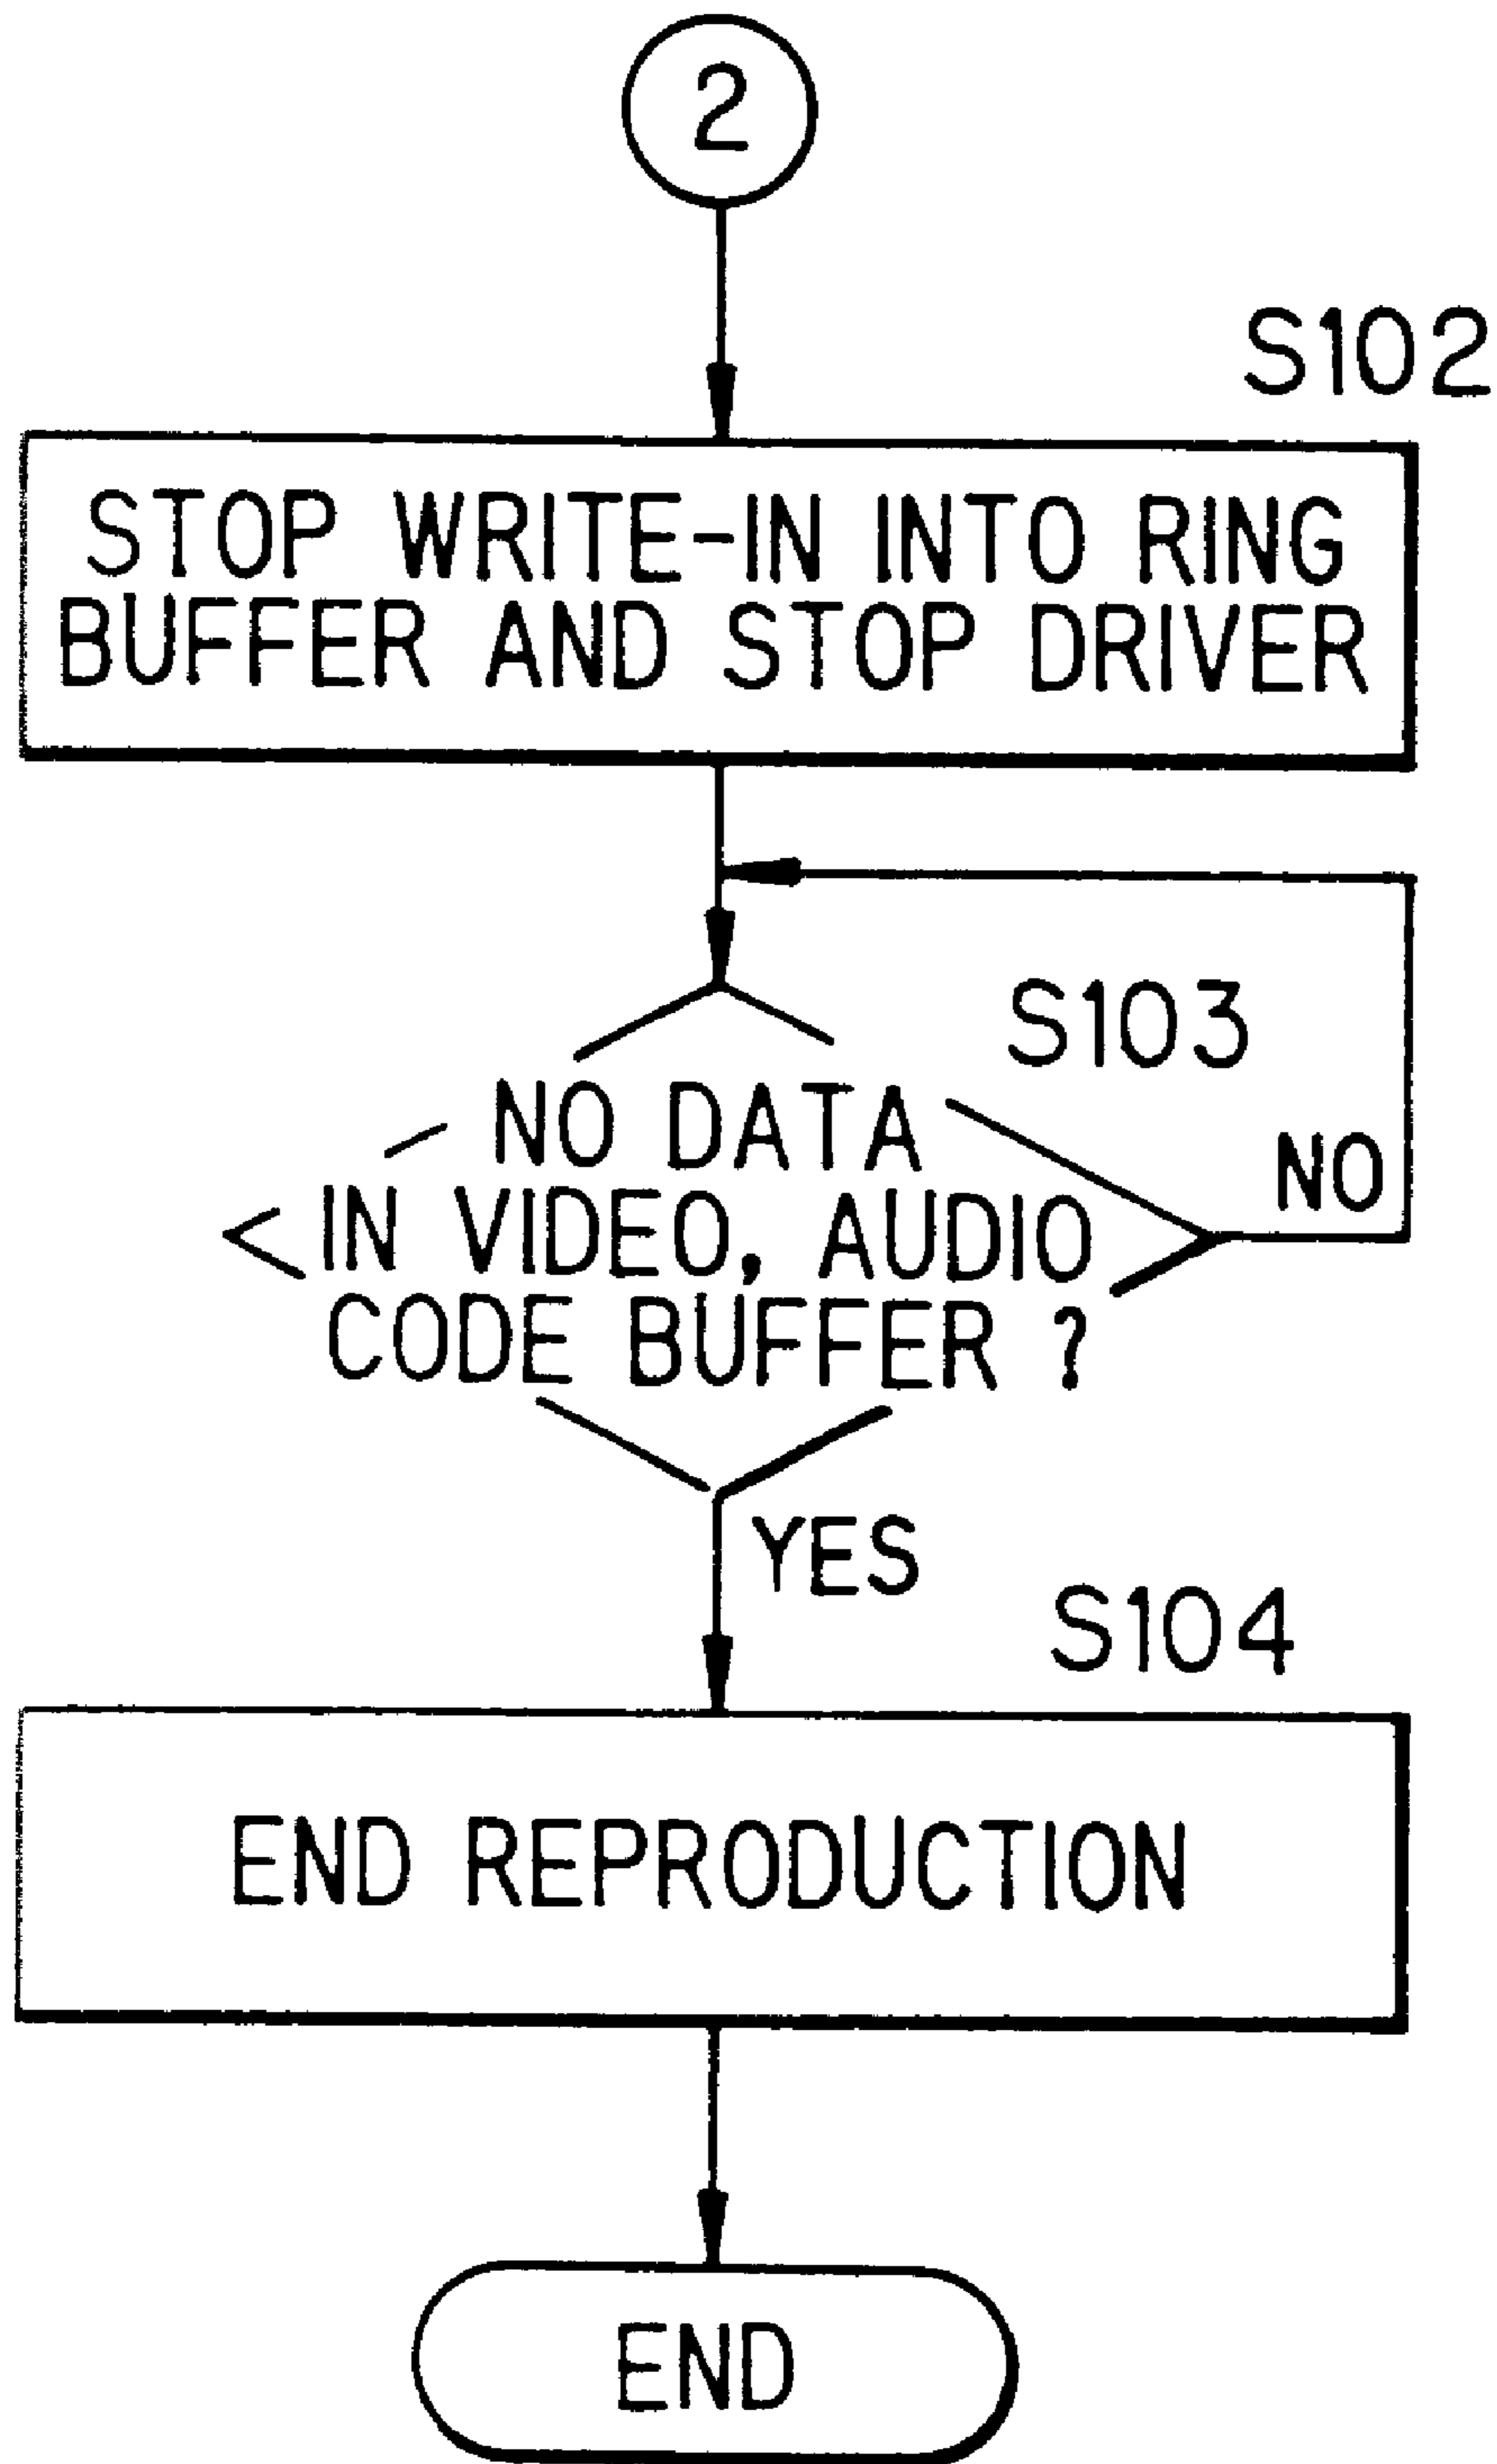 2
S102
STOP WRITE-IN INTO RING
BUFFER AND STOP DRIVER
S103
NO DATA
IN VIDEO, AUDIO
CODE BUFFER ?
NO
YES
S104
END REPRODUCTION
END